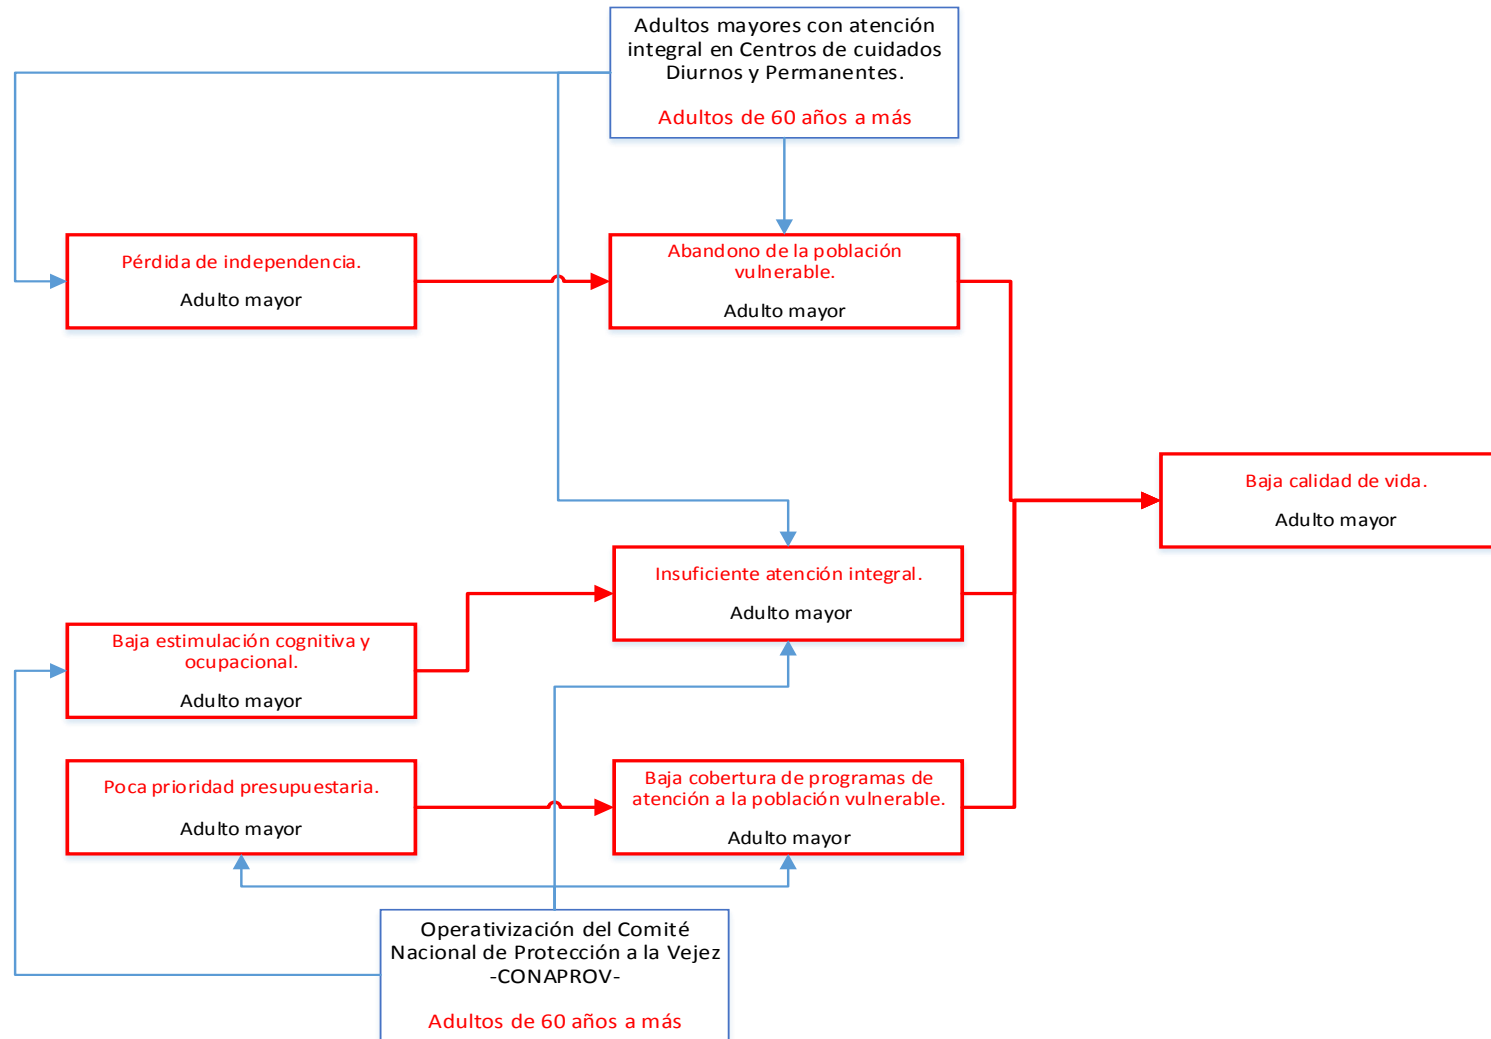 Adultos mayores con atención
integral en Centros de cuidados
Diurnos y Permanentes.
Adultos de 60 años a más
Pérdida de independencia.
Adulto mayor
Abandono de la población
vulnerable.
Adulto mayor
Baja calidad de vida.
Adulto mayor
Insuficiente atención integral.
Adulto mayor
Baja estimulación cognitiva y
ocupacional.
Adulto mayor
Poca prioridad presupuestaria.
Adulto mayor
Baja cobertura de programas de
atención a la población vulnerable.
Adulto mayor
Operativización del Comité
Nacional de Protección a la Vejez
-CONAPROV-
Adultos de 60 años a más